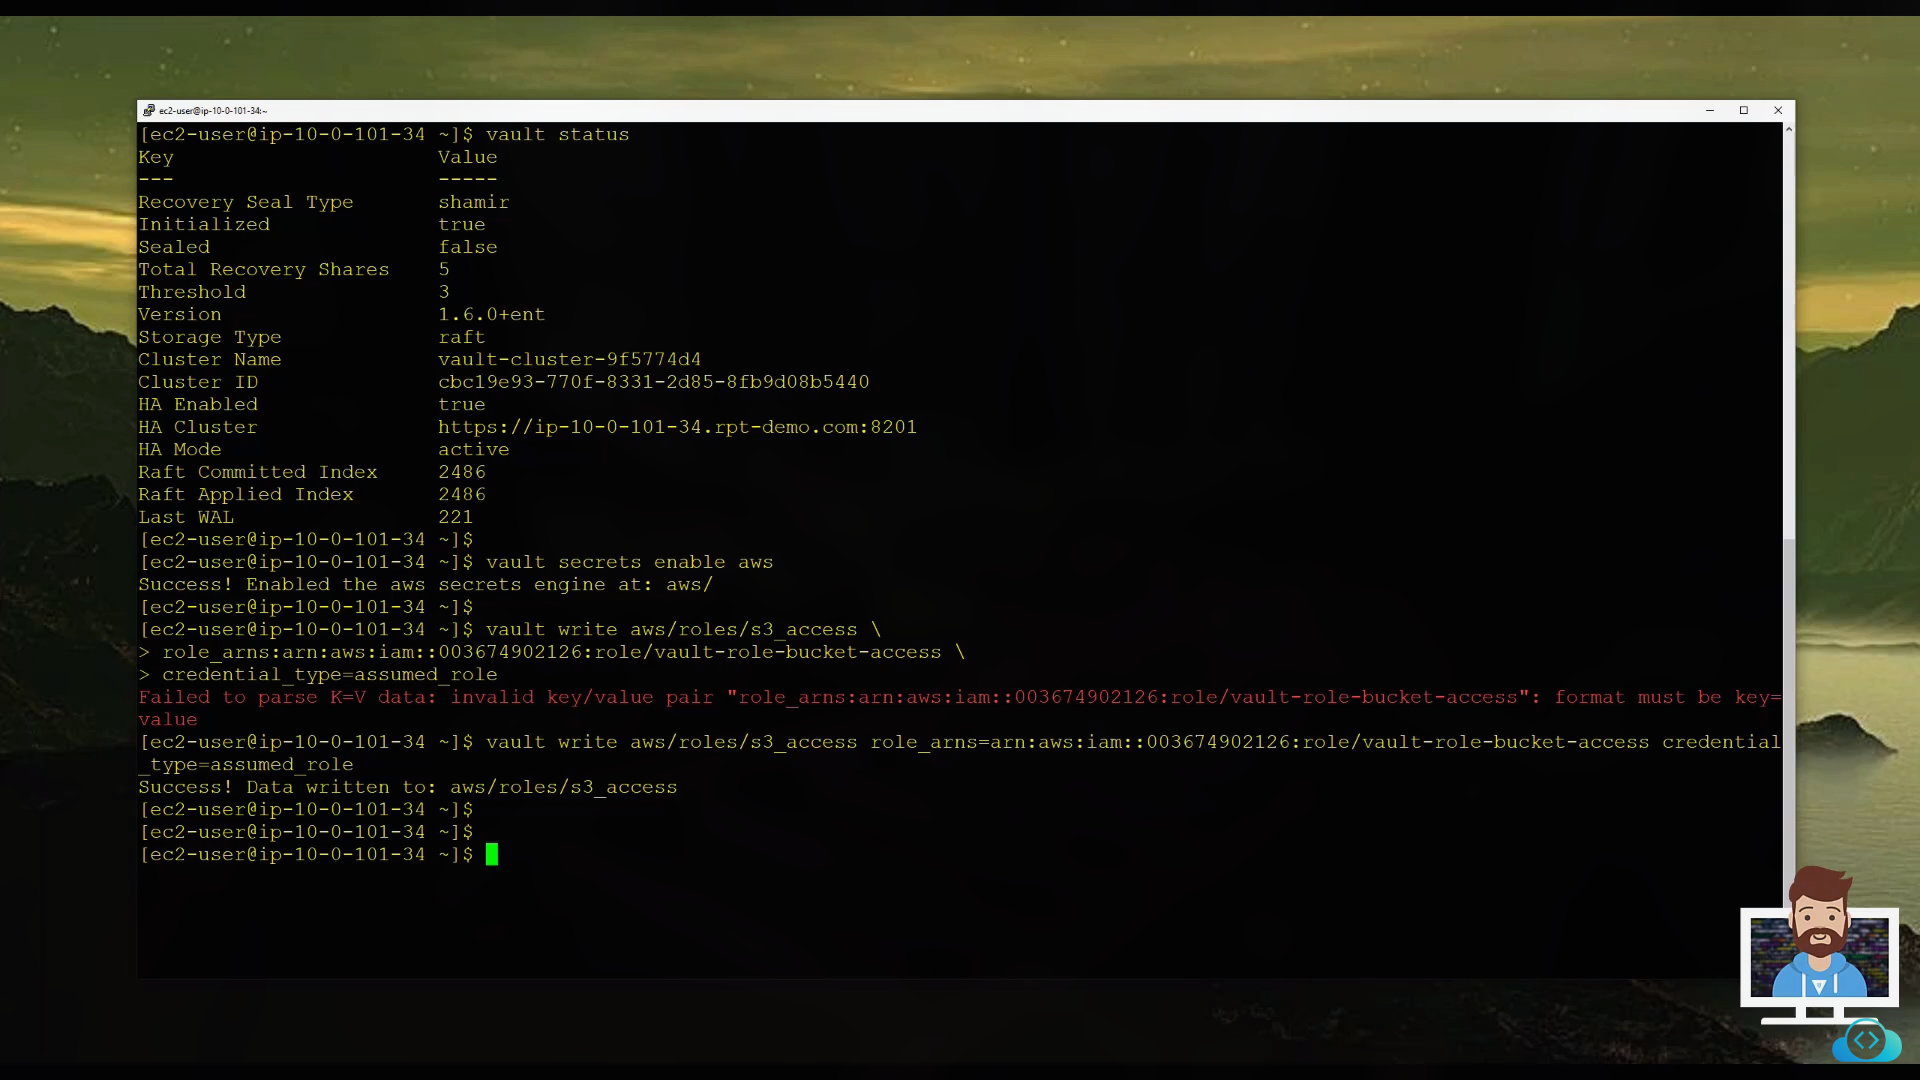 ec2-user@ip-10-0-101-34:~
[ec2-user@ip-10-0-101-34 ~]$ vault status
Key                      Value
---                      -----
Recovery Seal Type       shamir
Initialized              true
Sealed                   false
Total Recovery Shares    5
Threshold                3
Version                  1.6.0+ent
Storage Type             raft
Cluster Name             vault-cluster-9f5774d4
Cluster ID               cbc19e93-770f-8331-2d85-8fb9d08b5440
HA Enabled               true
HA Cluster               https://ip-10-0-101-34.rpt-demo.com:8201
HA Mode                  active
Raft Committed Index     2486
Raft Applied Index       2486
Last WAL                 221
[ec2-user@ip-10-0-101-34 ~]$
[ec2-user@ip-10-0-101-34 ~]$ vault secrets enable aws
Success! Enabled the aws secrets engine at: aws/
[ec2-user@ip-10-0-101-34 ~]$
[ec2-user@ip-10-0-101-34 ~]$ vault write aws/roles/s3_access \
> role_arns:arn:aws:iam::003674902126:role/vault-role-bucket-access \
> credential_type=assumed_role
Failed to parse K=V data: invalid key/value pair "role_arns:arn:aws:iam::003674902126:role/vault-role-bucket-access": format must be key=
value
[ec2-user@ip-10-0-101-34 ~]$ vault write aws/roles/s3_access role_arns=arn:aws:iam::003674902126:role/vault-role-bucket-access credential
_type=assumed_role
Success! Data written to: aws/roles/s3_access
[ec2-user@ip-10-0-101-34 ~]$
[ec2-user@ip-10-0-101-34 ~]$
[ec2-user@ip-10-0-101-34 ~]$